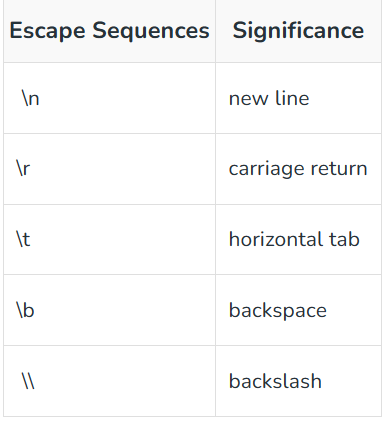 Escape Sequences Significance
\n new line
\r carriage return
\t horizontal tab
\b backspace
\\ backslash